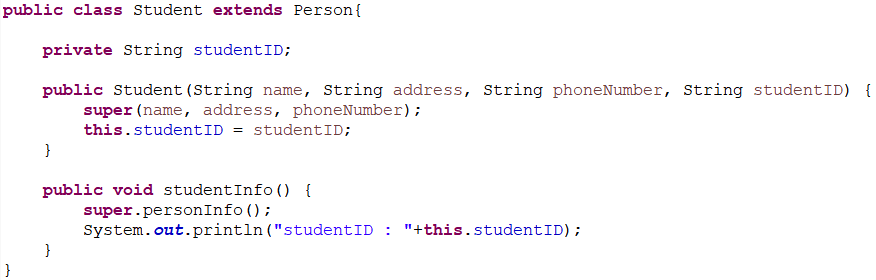 public class Student extends Person{
private String studentID;
public Student(String name, String address, String phoneNumber, String studentID) {
super(name, address, phoneNumber);
this.studentID = studentID;
}
public void studentInfo() {
super.personInfo();
System.out.println("studentID : "+this.studentID);
}
}